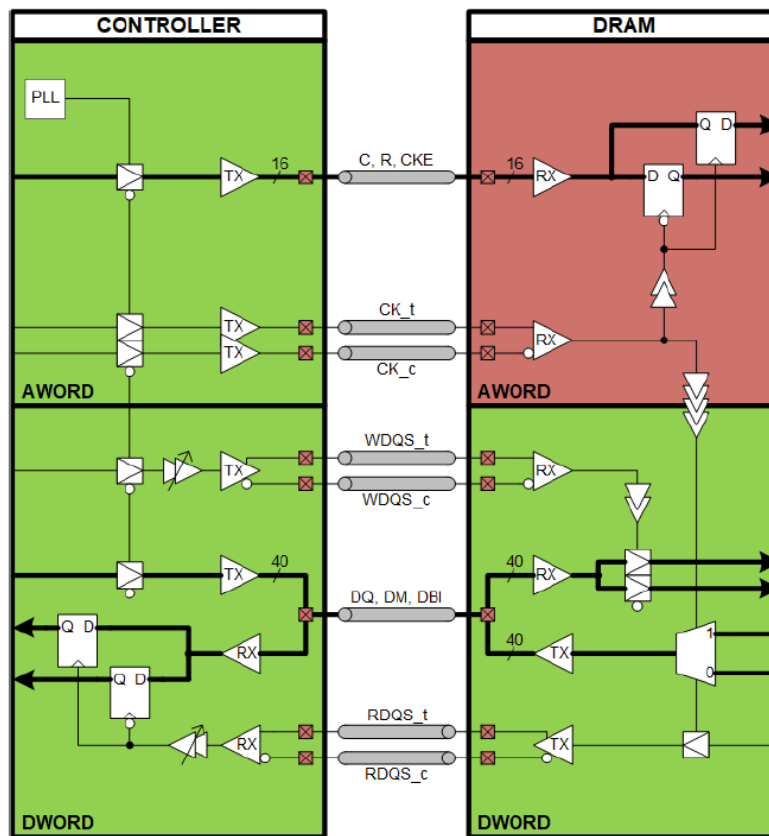 CONTROLLER
DRAM
PLL
TX
16
C, R, CKE
16
RX
Q D
D Q
TX
TX
CK_t
CK_c
RX
AWORD
AWORD
TX
WDQS_t
WDQS_c
RX
TX
40
DQ, DM, DBI
40
RX
Q D
Q D
RX
40
TX
1
0
RX
RDQS_t
RDQS_c
TX
DWORD
DWORD